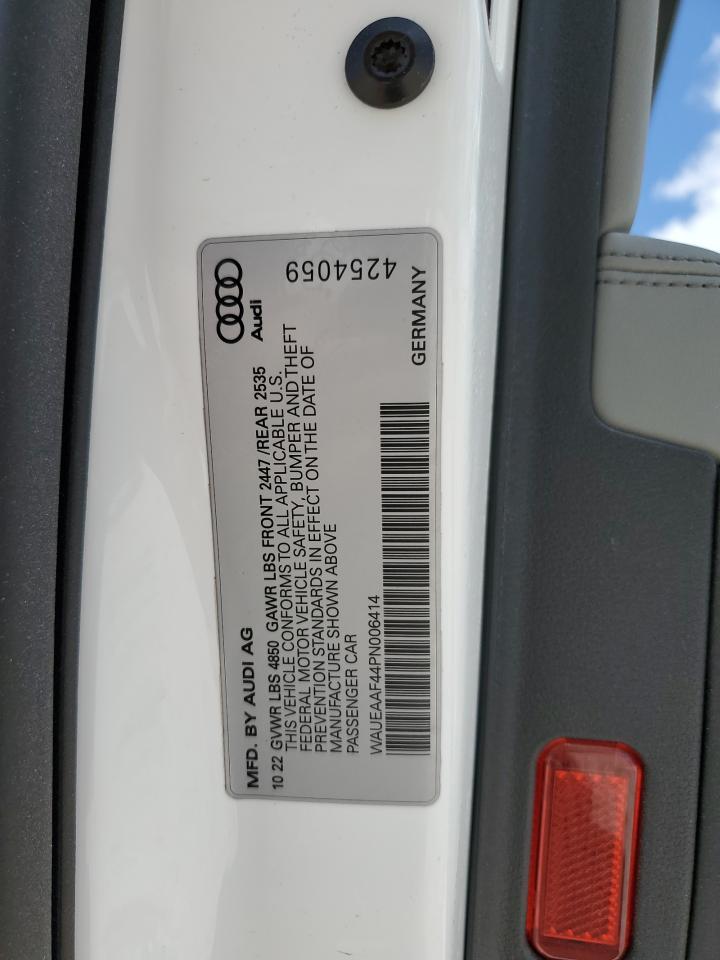 MFD. BY AUDI AG
Audi
10 22 GVWR LBS 4850 GAWR LBS FRONT 2447 /REAR 2535
THIS VEHICLE CONFORMS TO ALL APPLICABLE U.S.
FEDERAL MOTOR VEHICLE SAFETY, BUMPER AND THEFT
PREVENTION STANDARDS IN EFFECT ON THE DATE OF
MANUFACTURE SHOWN ABOVE
PASSENGER CAR
4254059
WAUEAAF44PN006414
GERMANY